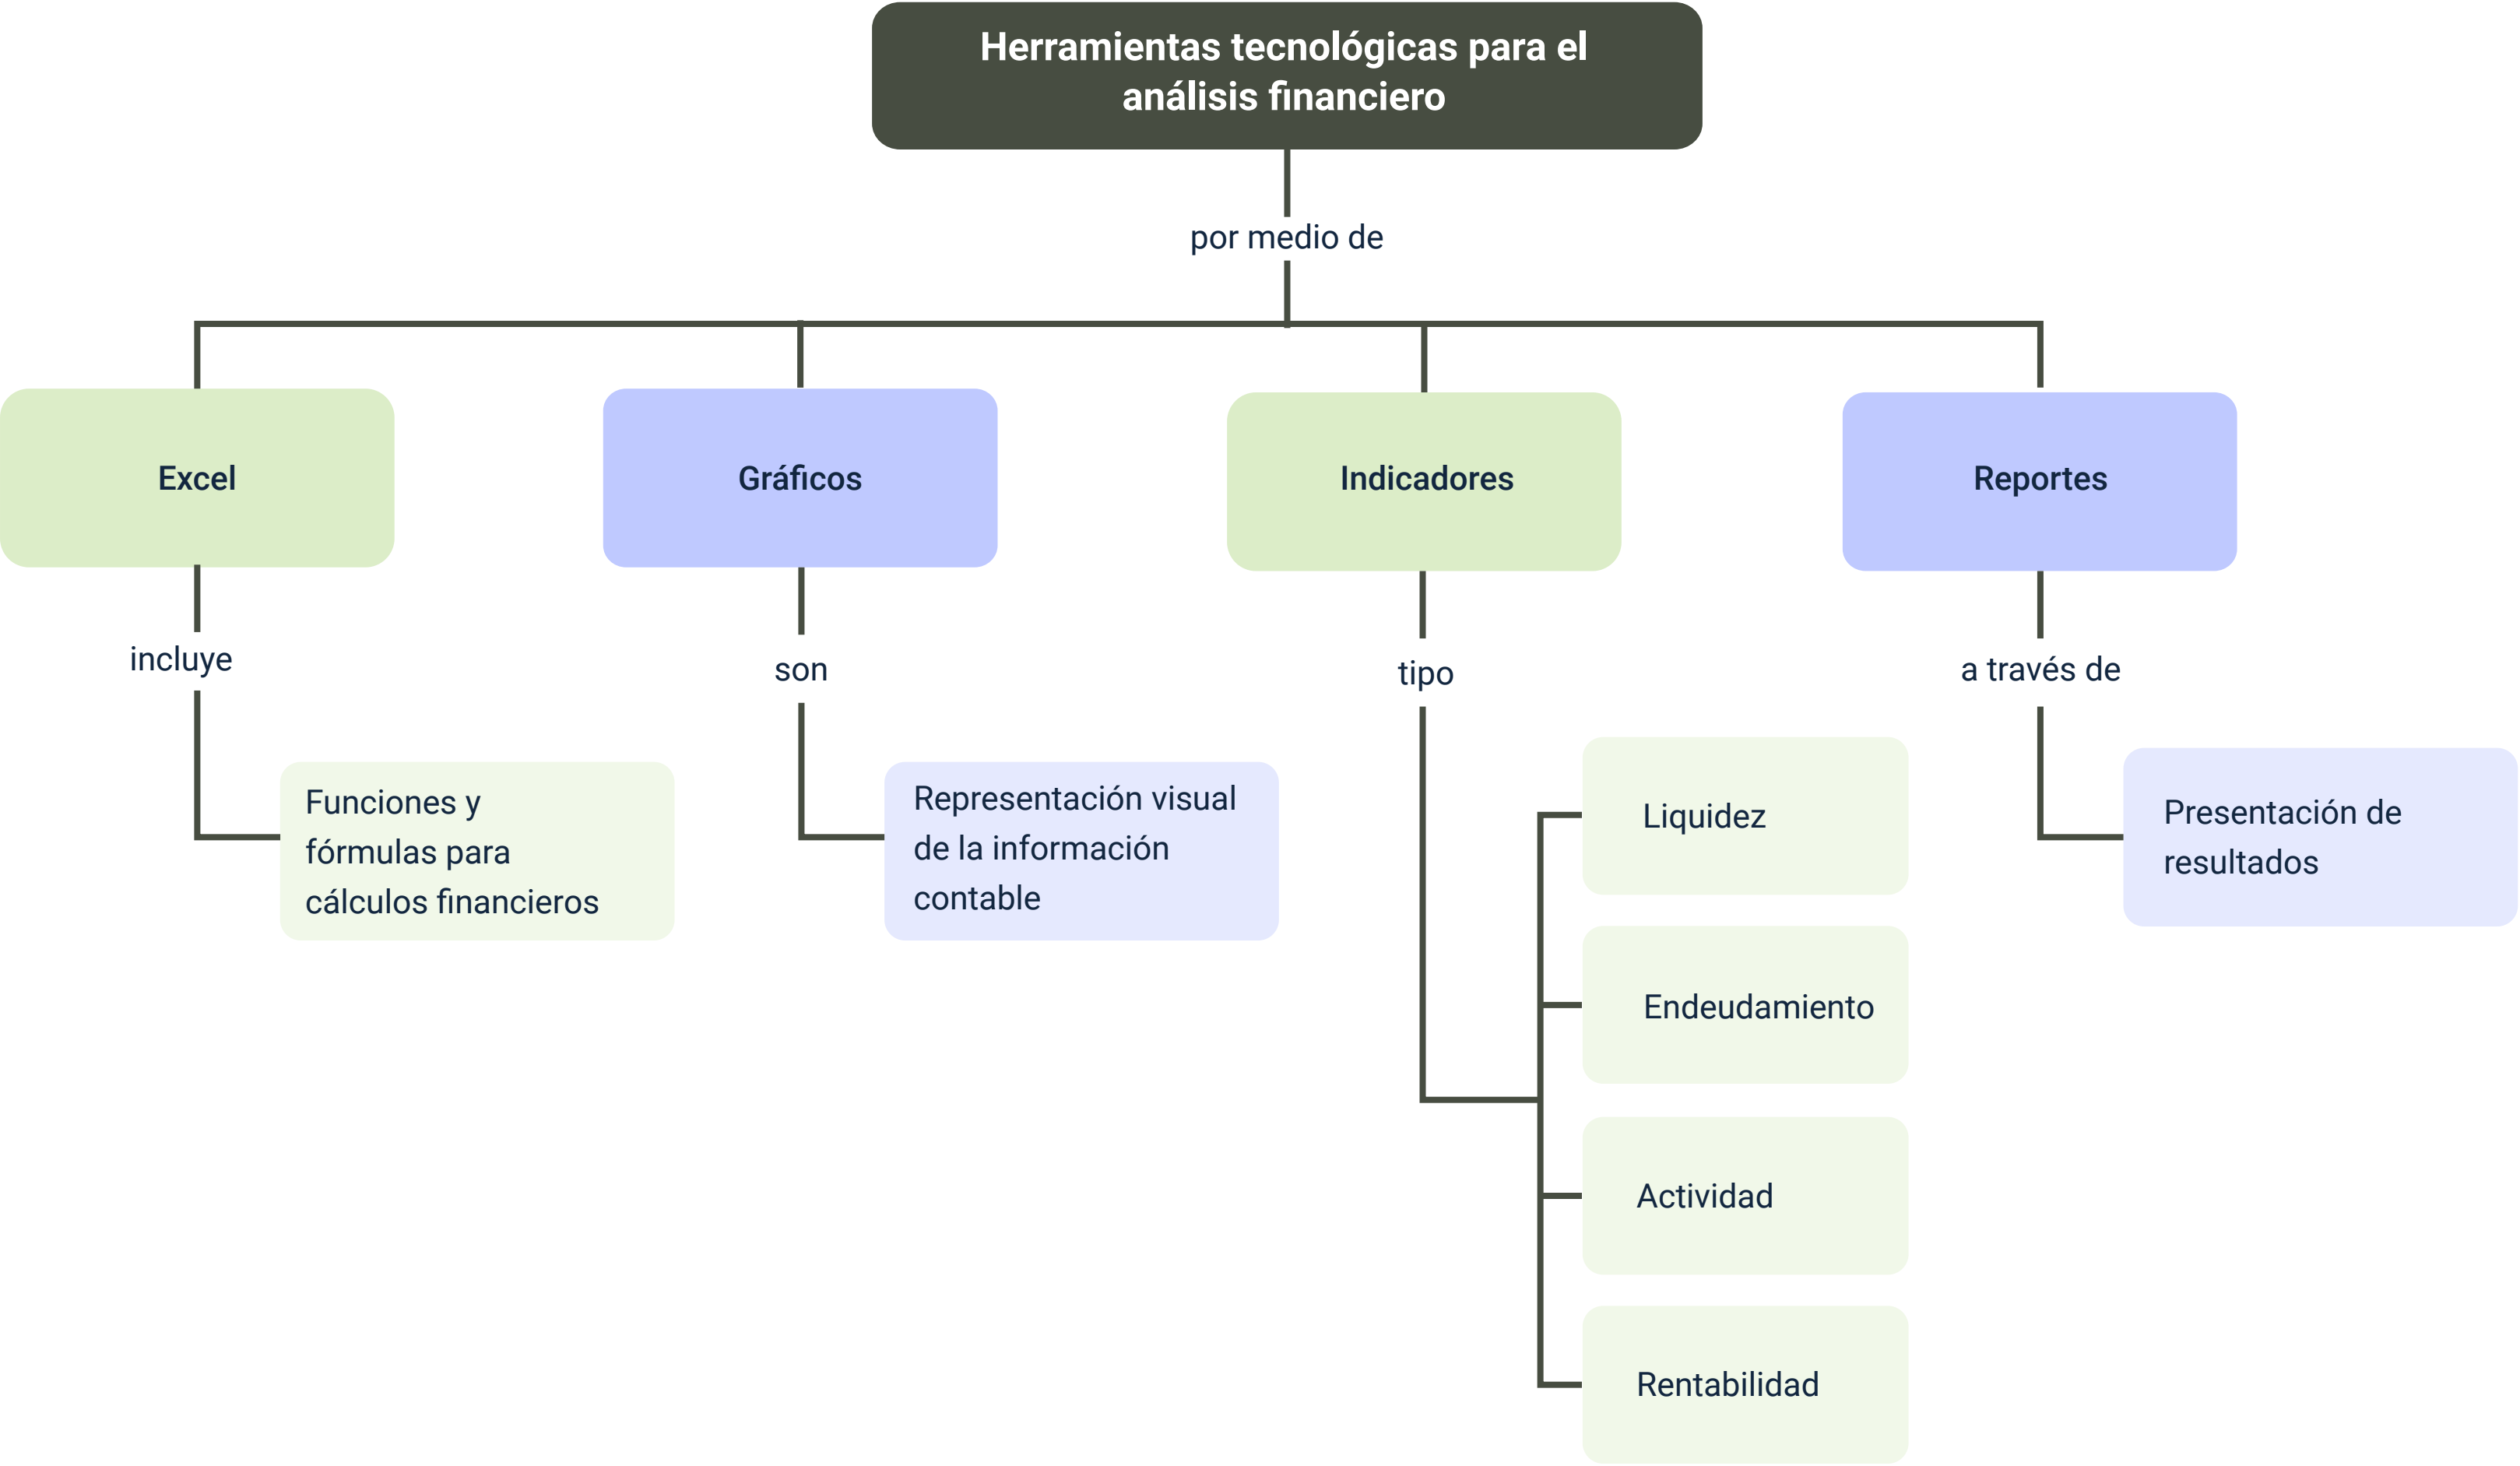 Herramientas tecnológicas para el
análisis financiero
por medio de
Excel
Gráficos
Indicadores
Reportes
incluye
son
tipo
a través de
Funciones y
fórmulas para
cálculos financieros
Representación visual
de la información
contable
Liquidez
Endeudamiento
Actividad
Rentabilidad
Presentación de
resultados